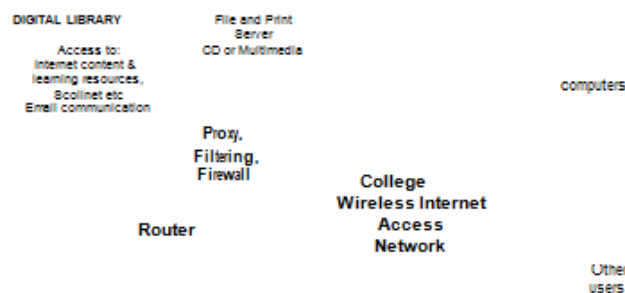 DIGITAL LIBRARY
Access to:
Internet content &
learning resources,
Scoilnet etc
Email communication
File and Print
Server
CD or Multimedia
computers
Proxy,
Filtering,
Firewall
College
Wireless Internet
Access
Network
Router
Other
users